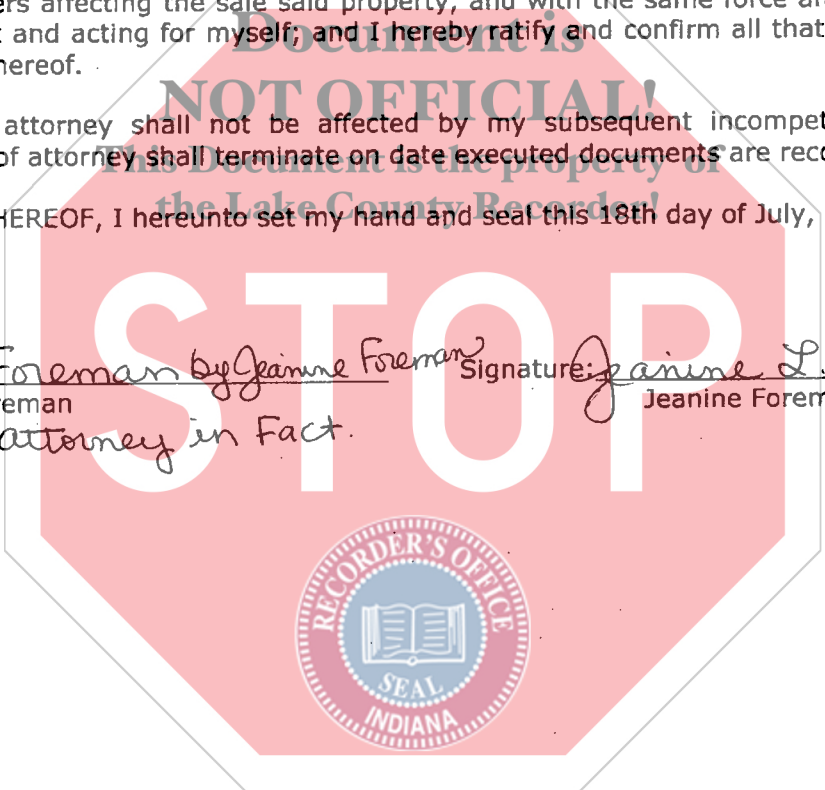 ers affecting the sale said property, and with the same force an
Document is
t and acting for myself; and I hereby ratify and confirm all that
hereof.
NOT OFFICIAL!
attorney shall not be affected by my subsequent incompet
This Document is the property of
of attorney shall terminate on date executed documents are reco
the Lake County Recorder!
HEREOF, I hereunto set my hand and seal this 18th day of July,
STOP
Foreman by Jeanine Foreman Signature: Jeanine L.
reman Jeanine Forem
attorney in Fact.
RECORDER'S OFFICE
SEAL
INDIANA